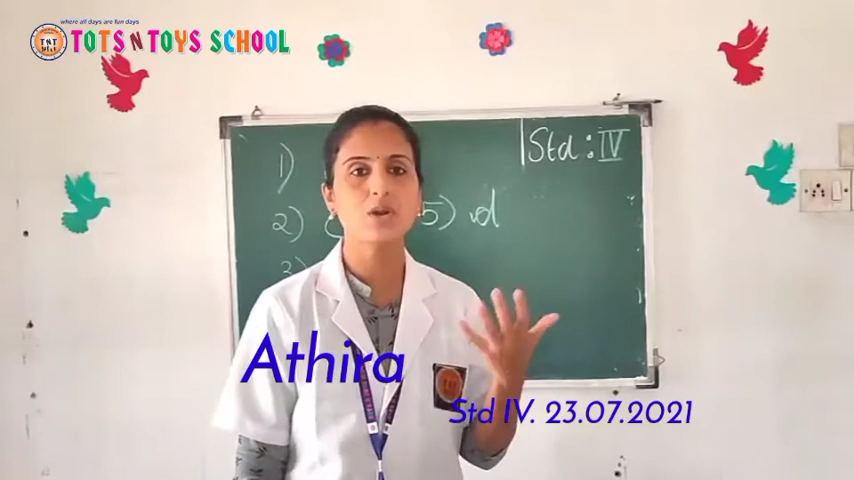 where all days are fun days
TOTS N TOYS SCHOOL
TNT
Std : IV
1)
2)
5) d
3)
Athira
Std IV. 23.07.2021